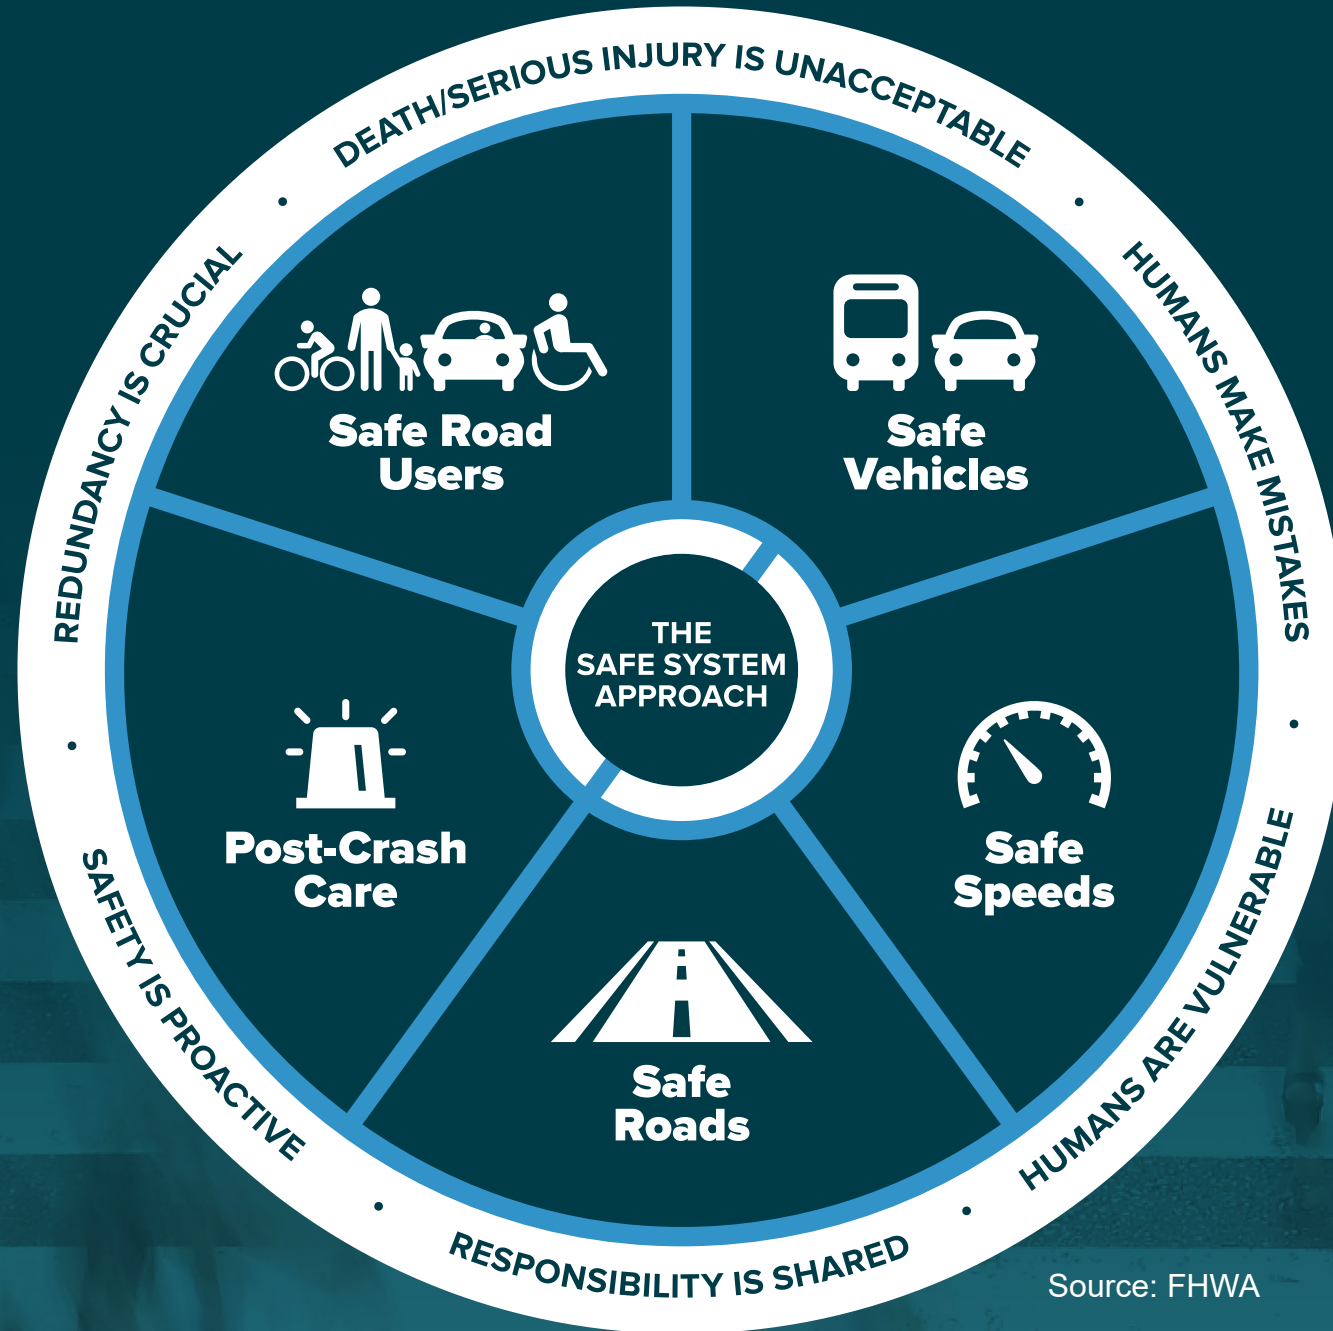 DEATH/SERIOUS INJURY IS UNACCEPTABLE
HUMANS MAKE MISTAKES
HUMANS ARE VULNERABLE
RESPONSIBILITY IS SHARED
SAFETY IS PROACTIVE
REDUNDANCY IS CRUCIAL
Safe Road
Users
Safe
Vehicles
Safe
Speeds
Safe
Roads
Post-Crash
Care
THE
SAFE SYSTEM
APPROACH
Source: FHWA